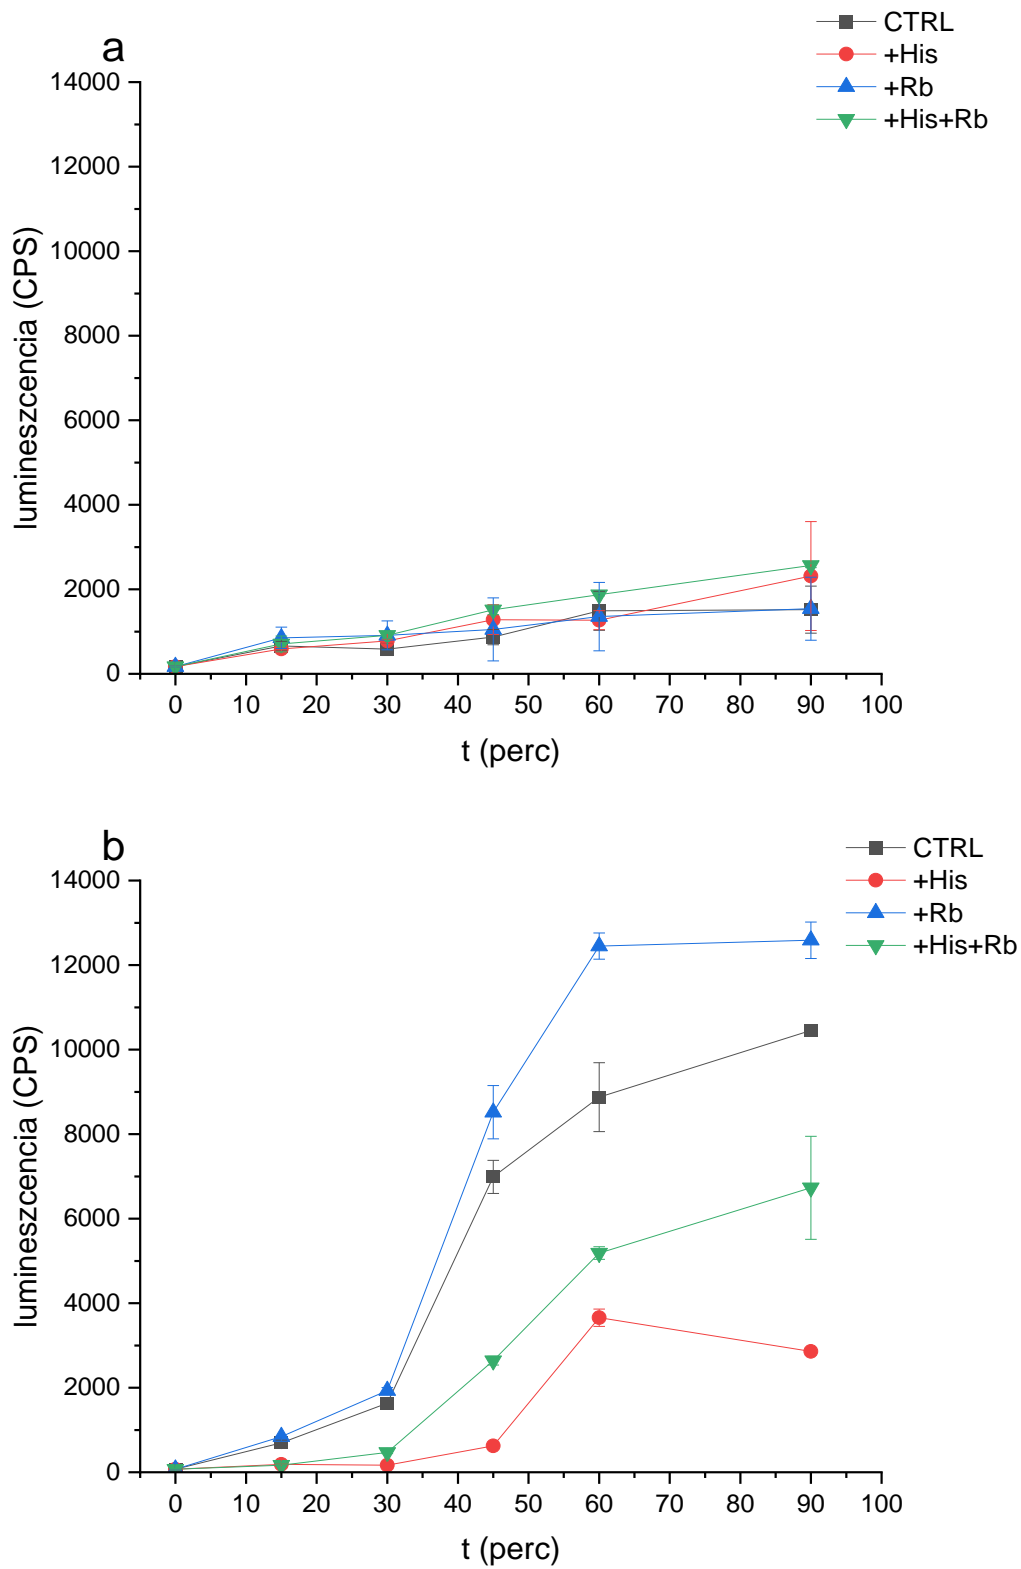 a
CTRL
+His
+Rb
+His+Rb
14000
12000
10000
8000
6000
4000
2000
0
lumineszcencia (CPS)
0 10 20 30 40 50 60 70 80 90 100
t (perc)
b
CTRL
+His
+Rb
+His+Rb
14000
12000
10000
8000
6000
4000
2000
0
lumineszcencia (CPS)
0 10 20 30 40 50 60 70 80 90 100
t (perc)